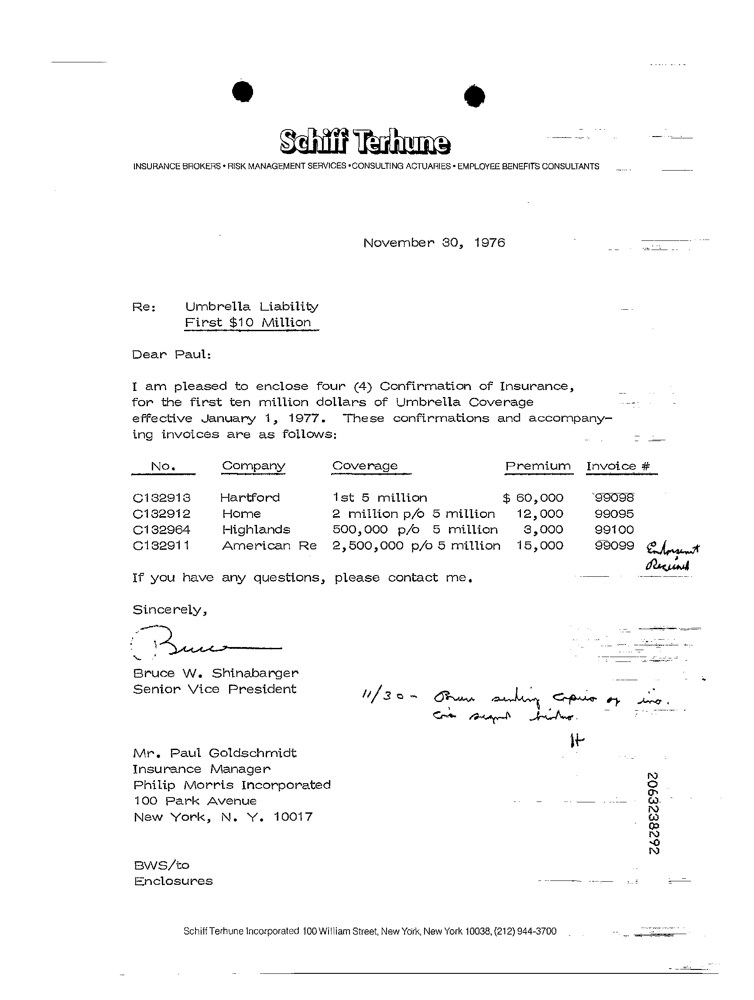 Schiff Terhune
INSURANCE BROKERS • RISK MANAGEMENT SERVICES • CONSULTING ACTUARIES • EMPLOYEE BENEFITS CONSULTANTS
November 30, 1976
Re: Umbrella Liability
First $10 Million
Dear Paul:
I am pleased to enclose four (4) Confirmation of Insurance,
for the first ten million dollars of Umbrella Coverage
effective January 1, 1977. These confirmations and accompany-
ing invoices are as follows:
No. Company Coverage Premium Invoice #
C132913 Hartford 1st 5 million $ 60,000 99098
C132912 Home 2 million p/o 5 million 12,000 99095
C132964 Highlands 500,000 p/o 5 million 3,000 99100
C132911 American Re 2,500,000 p/o 5 million 15,000 99099 Endorsement
Received
If you have any questions, please contact me.
Sincerely,
Bruce
Bruce W. Shinabarger
Senior Vice President
11/30 - Bruce sending copies of inv.
Mr. Paul Goldschmidt
Insurance Manager
Philip Morris Incorporated
100 Park Avenue
New York, N. Y. 10017
2063238292
BWS/to
Enclosures
Schiff Terhune Incorporated 100 William Street, New York, New York 10038, (212) 944-3700